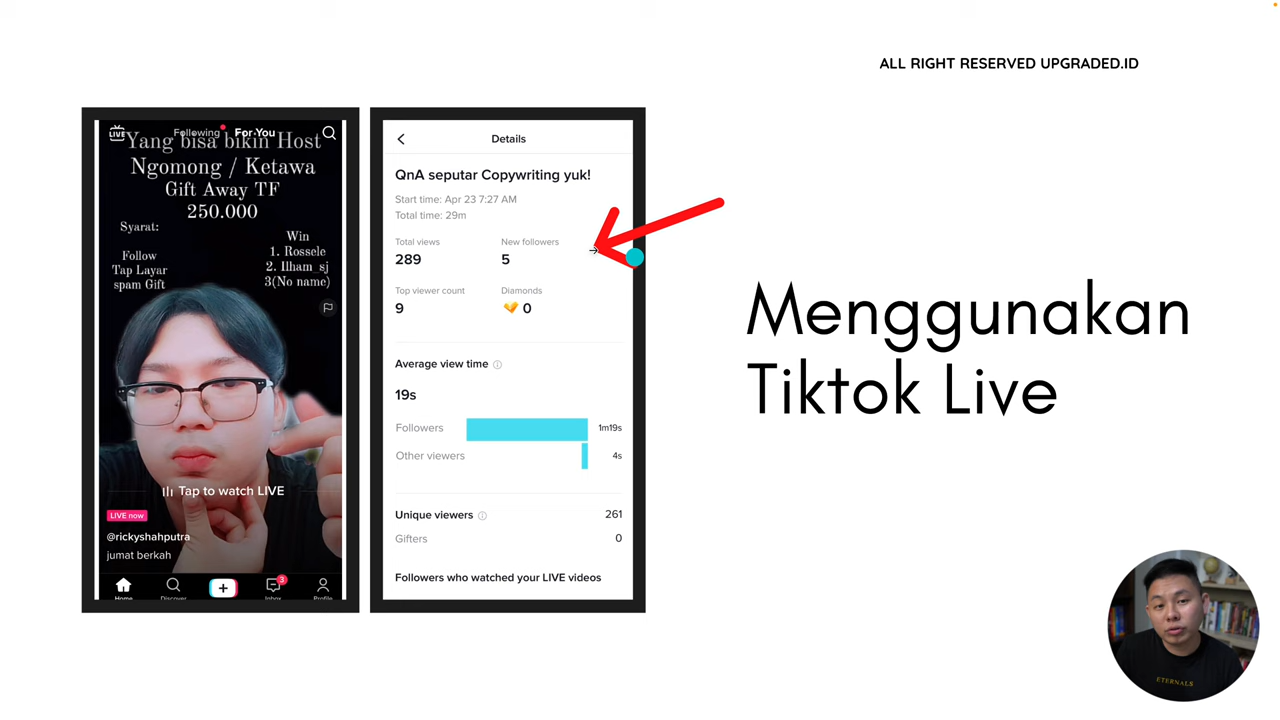 ALL RIGHT RESERVED UPGRADED.ID
LIVE
Following
For You
Yang bisa bikin Host
Ngomong / Ketawa
Gift Away TF
250.000
Syarat:
Follow
Tap Layar
spam Gift
Win
1. Rossele
2. Ilham_sj
3(No name)
Tap to watch LIVE
LIVE now
@rickyshahputra
jumat berkah
Home
Discover
Inbox
3
Profile
Details
QnA seputar Copywriting yuk!
Start time: Apr 23 7:27 AM
Total time: 29m
Total views
New followers
289
5
Top viewer count
Diamonds
9
0
Average view time
19s
Followers
1m19s
Other viewers
4s
Unique viewers
261
Gifters
0
Followers who watched your LIVE videos
Menggunakan
Tiktok Live
ETERNALS